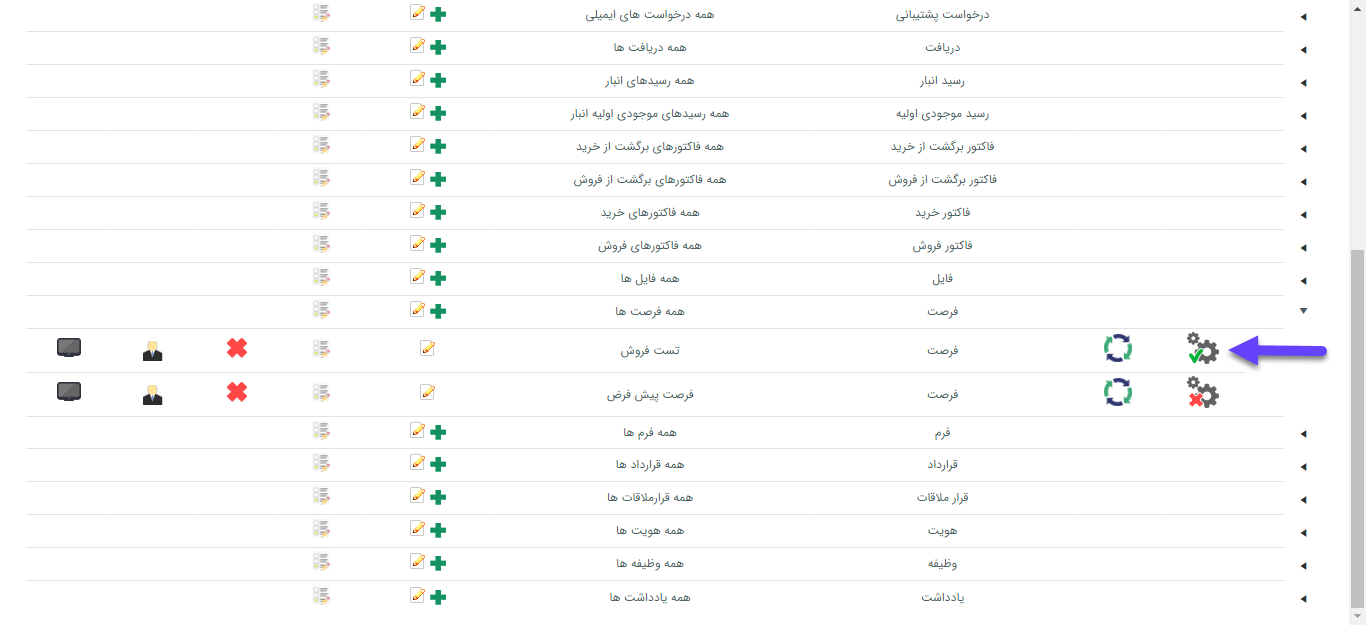 درخواست پشتیبانی همه درخواست های ایمیلی
دریافت همه دریافت ها
رسید انبار همه رسیدهای انبار
رسید موجودی اولیه همه رسیدهای موجودی اولیه انبار
فاکتور برگشت از خرید همه فاکتورهای برگشت از خرید
فاکتور برگشت از فروش همه فاکتورهای برگشت از فروش
فاکتور خرید همه فاکتورهای خرید
فاکتور فروش همه فاکتورهای فروش
فایل همه فایل ها
فرصت همه فرصت ها
فرصت تست فروش
فرصت فرصت پیش فرض
فرم همه فرم ها
قرارداد همه قرارداد ها
قرار ملاقات همه قرارملاقات ها
هویت همه هویت ها
وظیفه همه وظیفه ها
یادداشت همه یادداشت ها